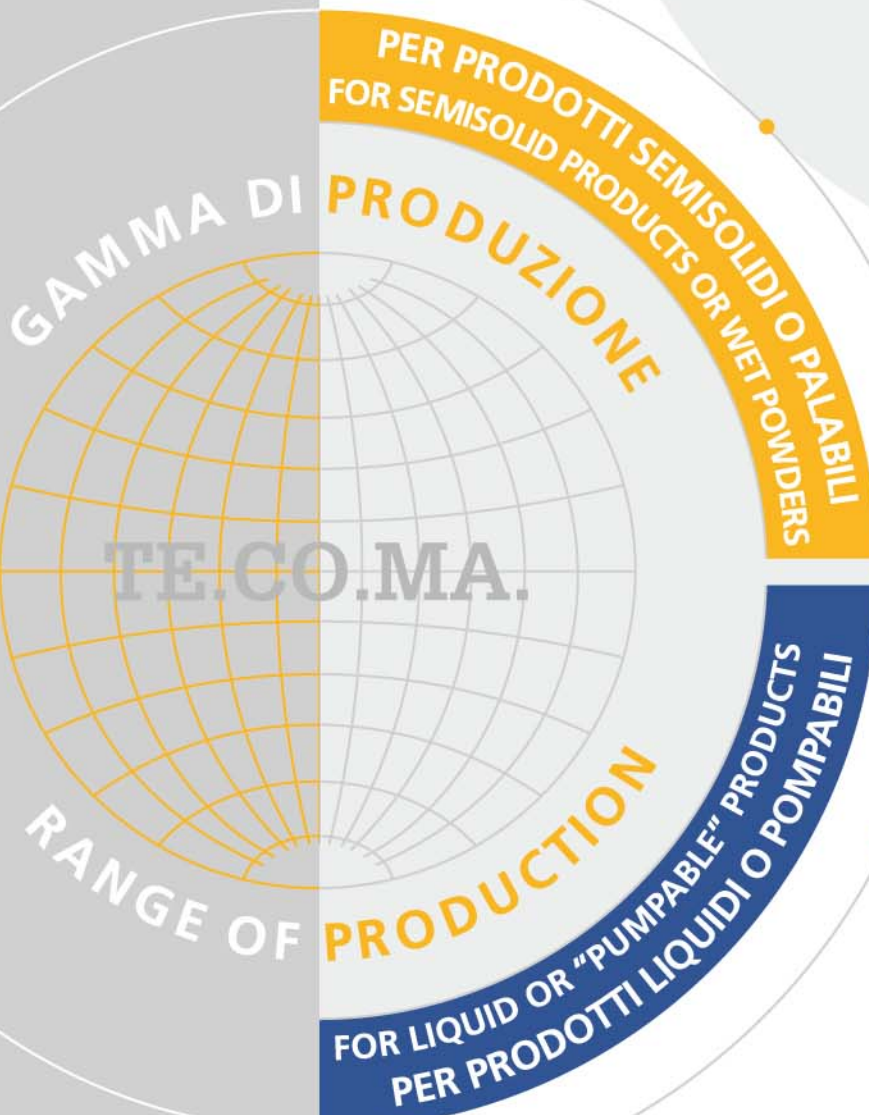 PER PRODOTTI SEMISOLIDI O PALABILI
FOR SEMISOLID PRODUCTS OR WET POWDERS
GAMMA DI PRODUZIONE
TE.CO.MA.
RANGE OF PRODUCTION
FOR LIQUID OR "PUMPABLE" PRODUCTS
PER PRODOTTI LIQUIDI O POMPABILI